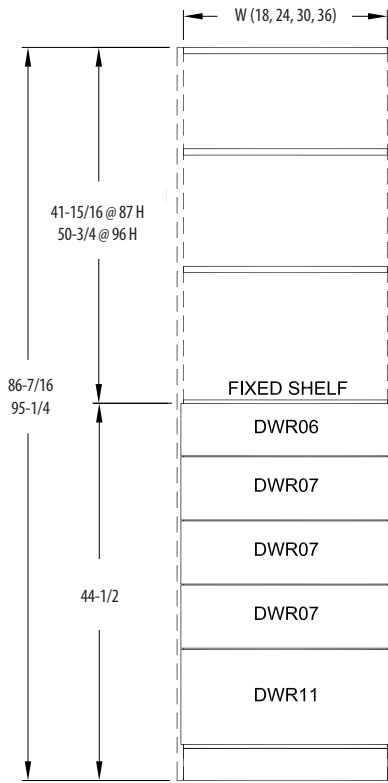 W (18, 24, 30, 36)
41-15/16 @ 87 H
50-3/4 @ 96 H
86-7/16
95-1/4
FIXED SHELF
DWR06
DWR07
DWR07
44-1/2
DWR07
DWR11